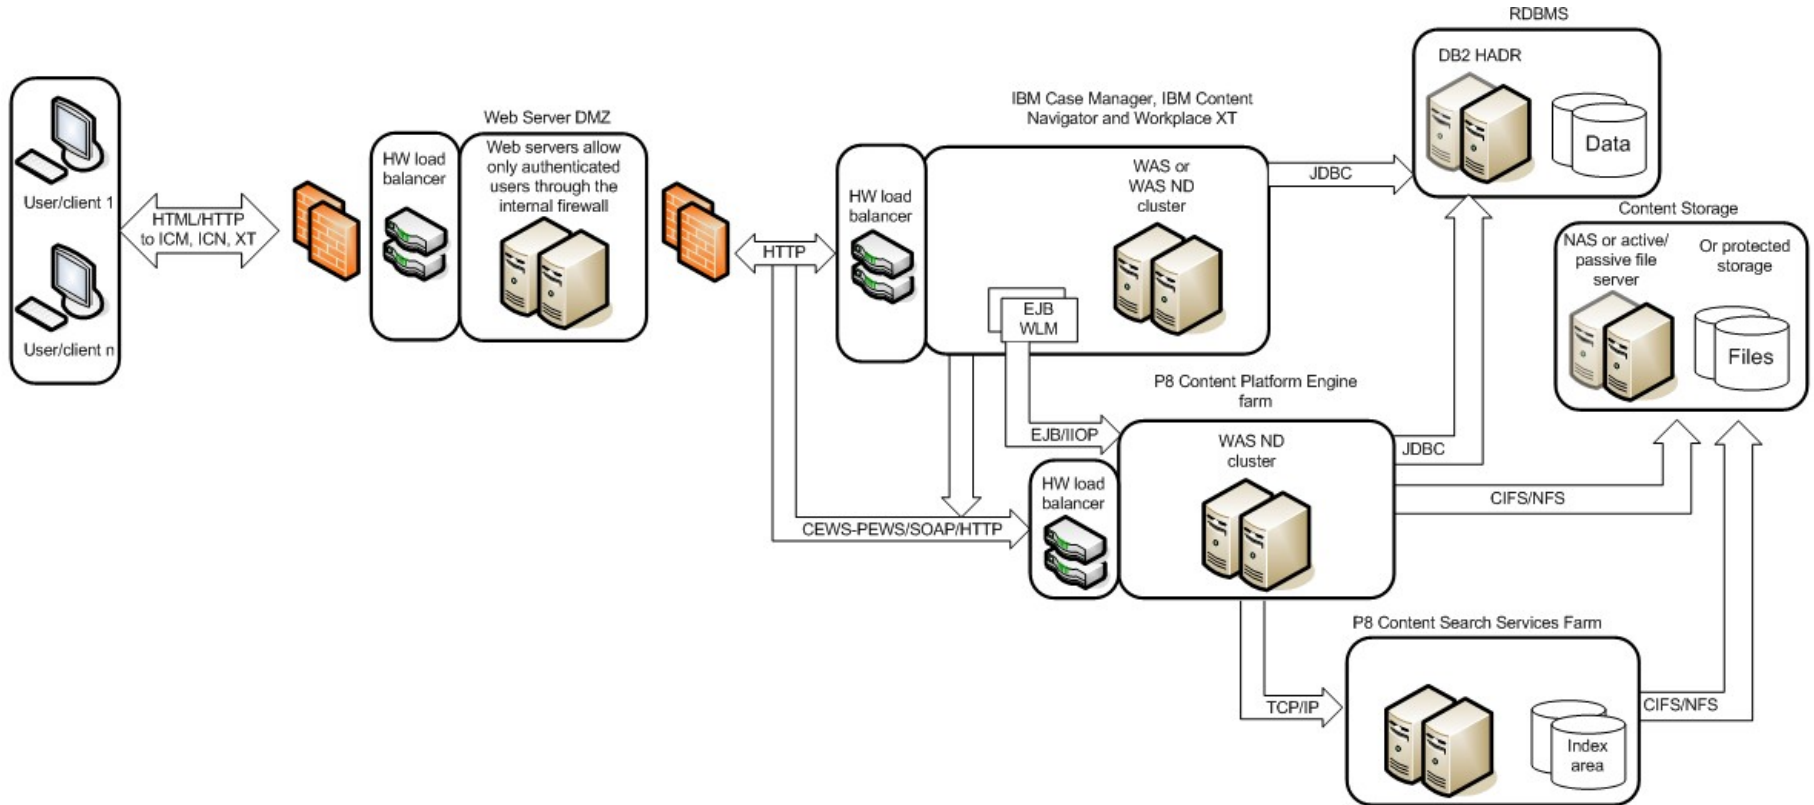 User/client 1
User/client n
HTML/HTTP
to ICM, ICN, XT
HW load
balancer
Web Server DMZ
Web servers allow
only authenticated
users through the
internal firewall
HTTP
IBM Case Manager, IBM Content
Navigator and Workplace XT
HW load
balancer
WAS or
WAS ND
cluster
EJB
WLM
JDBC
RDBMS
DB2 HADR
Data
Content Storage
NAS or active/
passive file
server
Or protected
storage
Files
P8 Content Platform Engine
farm
EJB/IIOP
WAS ND
cluster
HW load
balancer
CEWS-PEWS/SOAP/HTTP
JDBC
CIFS/NFS
P8 Content Search Services Farm
TCP/IP
Index
area
CIFS/NFS